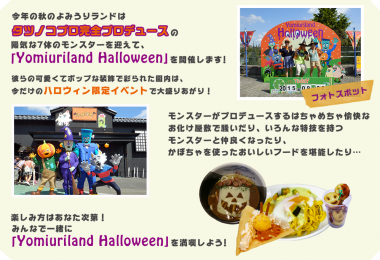 今年の秋のよみうりランドは
タツノコプロ完全プロデュースの
陽気な7体のモンスターを迎えて、
「Yomiuriland Halloween」を開催します!
彼らの可愛くてポップな装飾で彩られた園内は、
今だけのハロウィン限定イベントで大盛りあがり!
Yomiuriland
Halloween
フォトスポット
モンスターがプロデュースするはちゃめちゃ愉快な
お化け屋敷で騒いだり、いろんな特技を持つ
モンスターと仲良くなったり、
かぼちゃを使ったおいしいフードを堪能したり…
楽しみ方はあなた次第!
みんなで一緒に
「Yomiuriland Halloween」を満喫しよう!